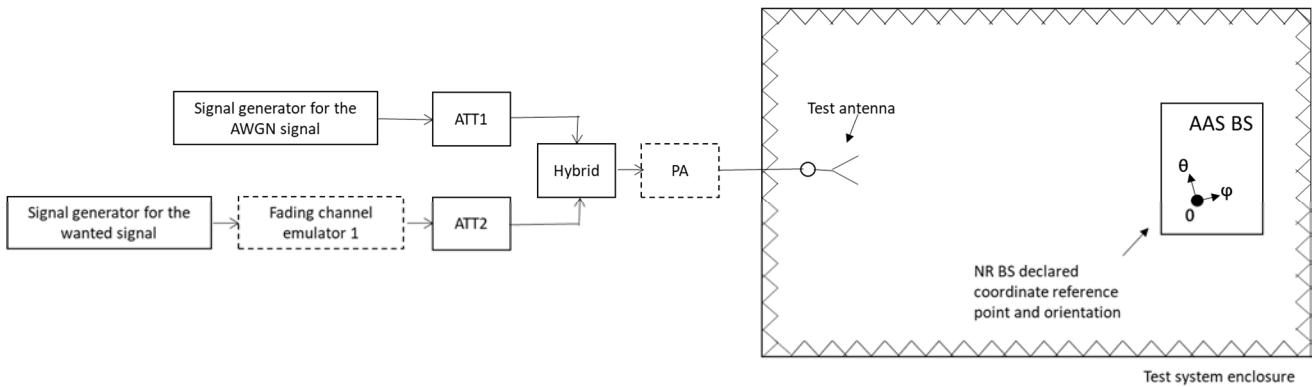 Signal generator for the
AWGN signal
ATT1
Hybrid
PA
Signal generator for the
wanted signal
Fading channel
emulator 1
ATT2
Test antenna
AAS BS
θ
φ
0
NR BS declared
coordinate reference
point and orientation
Test system enclosure